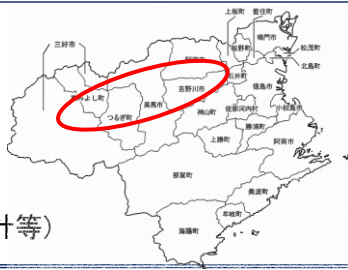 上板町 藍住町
鳴門市
三好市
板野町
松茂町
北島町
阿波市
石井町
東みよし町
吉野川市
徳島市
美馬市
つるぎ町
佐那河内村
小松島市
神山町
勝浦町
上勝町
阿南市
那賀町
美波町
牟岐町
海陽町
計等）